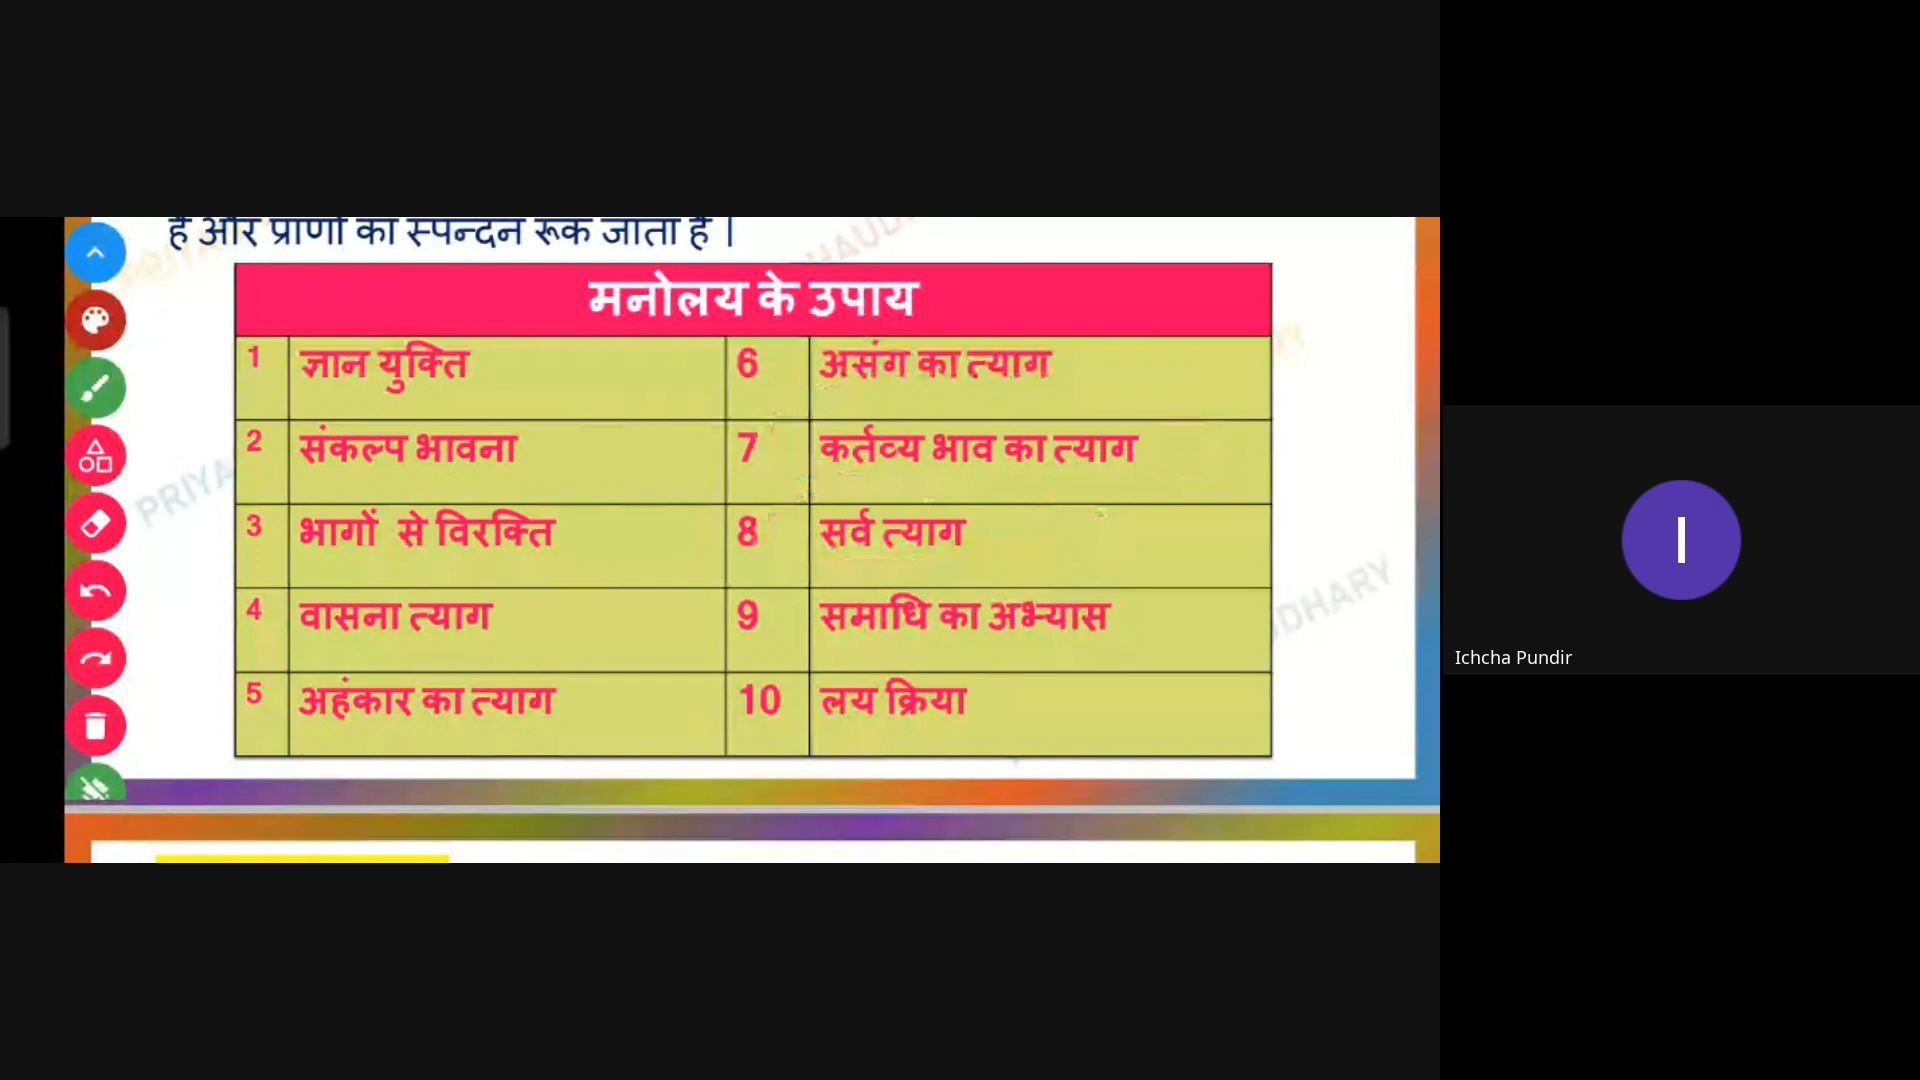 है और प्राणों का स्पन्दन रूक जाता है |
मनोलय के उपाय
1 ज्ञान युक्ति 6 असंग का त्याग
2 संकल्प भावना 7 कर्तव्य भाव का त्याग
3 भागों से विरक्ति 8 सर्व त्याग
4 वासना त्याग 9 समाधि का अभ्यास
5 अहंकार का त्याग 10 लय क्रिया
I
Ichcha Pundir